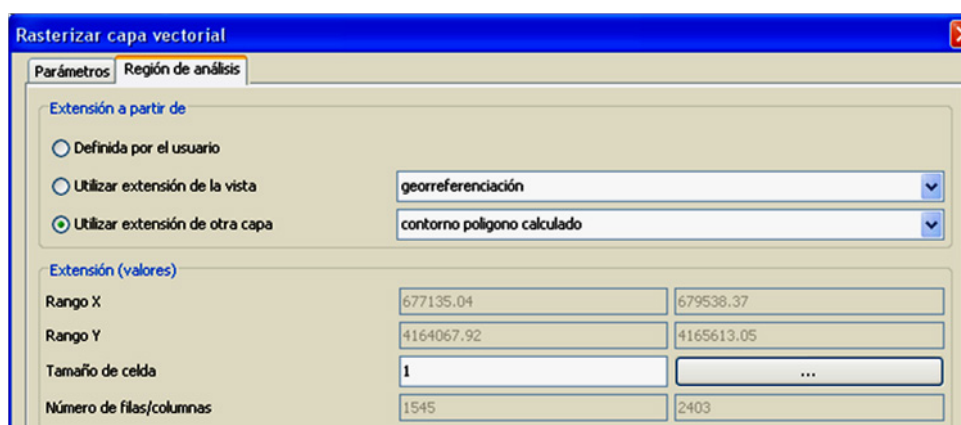 Rasterizar capa vectorial
Parámetros Región de análisis
Extensión a partir de
Definida por el usuario
Utilizar extensión de la vista georreferenciación
Utilizar extensión de otra capa contorno poligono calculado
Extensión (valores)
Rango X 677135.04 679538.37
Rango Y 4164067.92 4165613.05
Tamaño de celda 1 ...
Número de filas/columnas 1545 2403